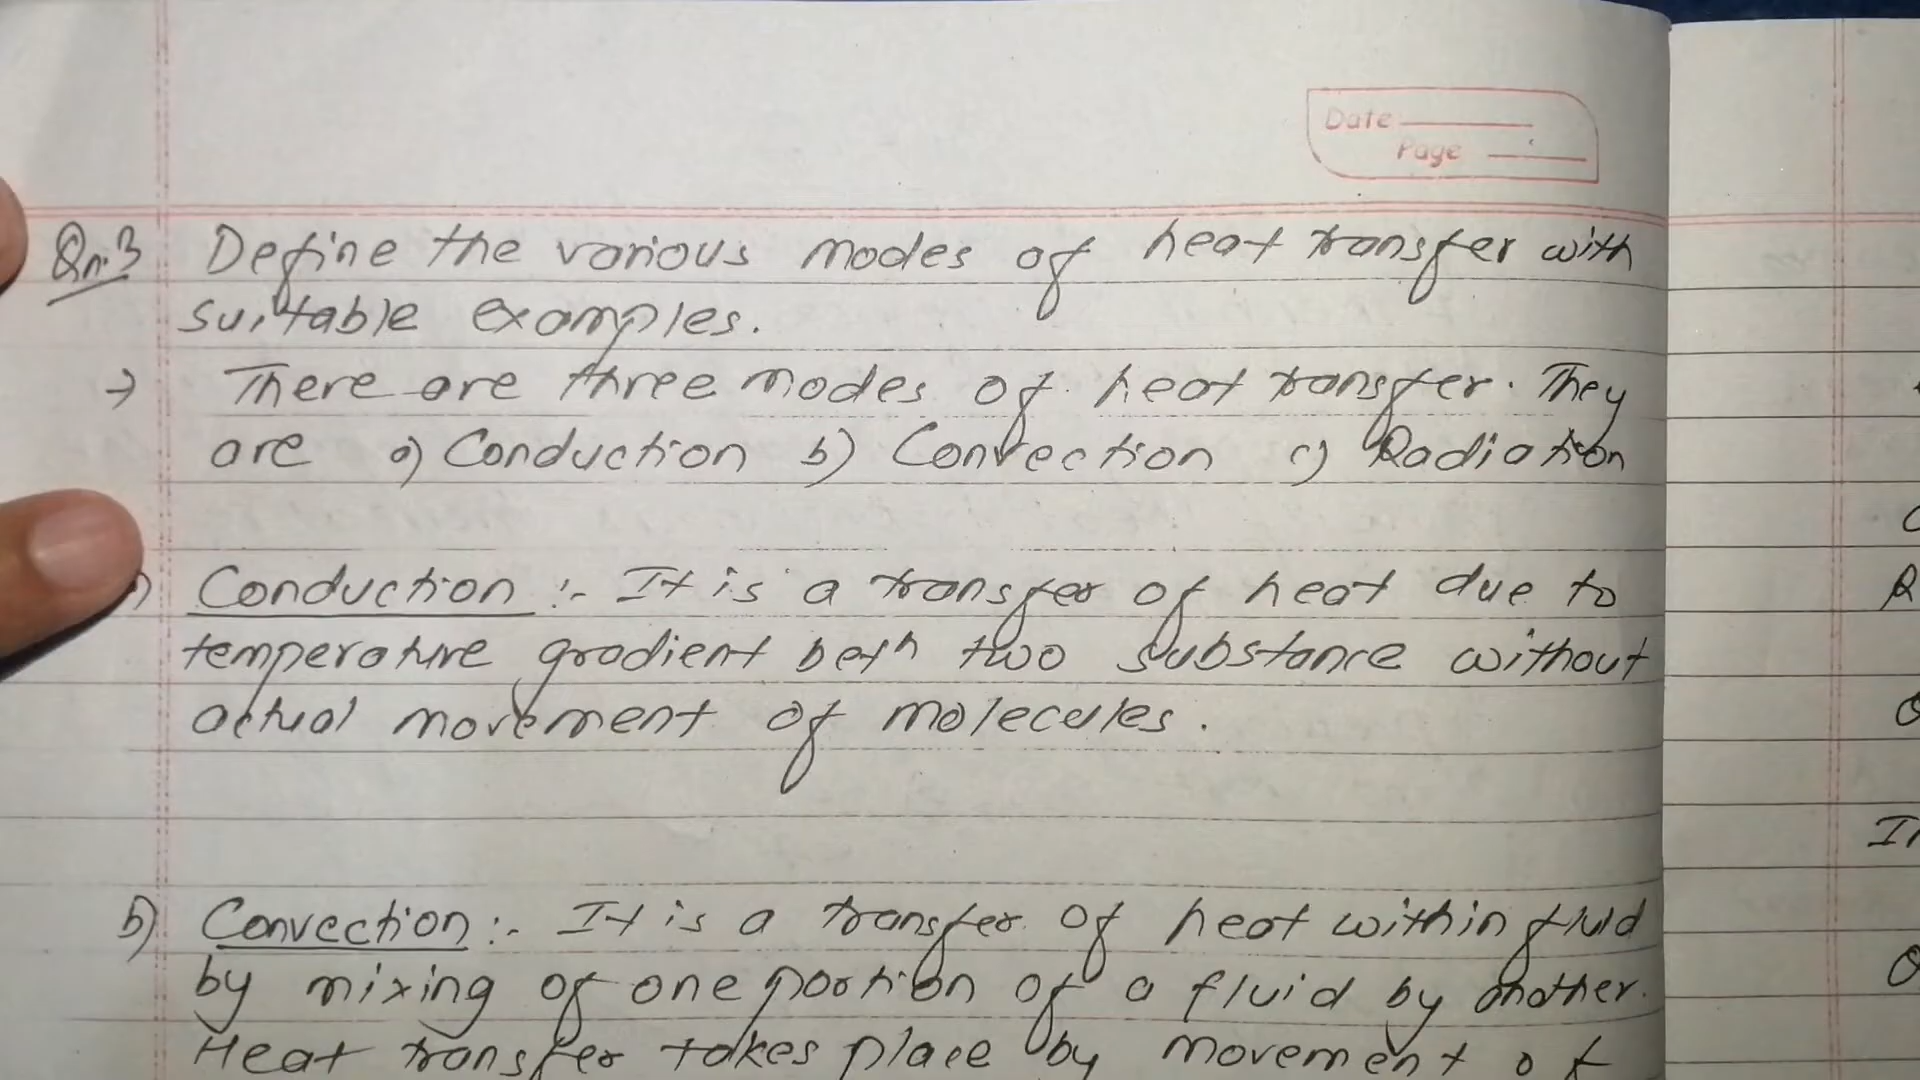 Date
Page
Qn.3 Define the various modes of heat transfer with
suitable examples.
→ There are three modes of heat transfer. They
are a) Conduction b) Convection c) Radiation
Conduction :- It is a transfer of heat due to
temperature gradient betn two substance without
actual movement of molecules.
b) Convection :- It is a transfer of heat within fluid
by mixing of one portion of a fluid by another.
Heat transfer takes place by movement of